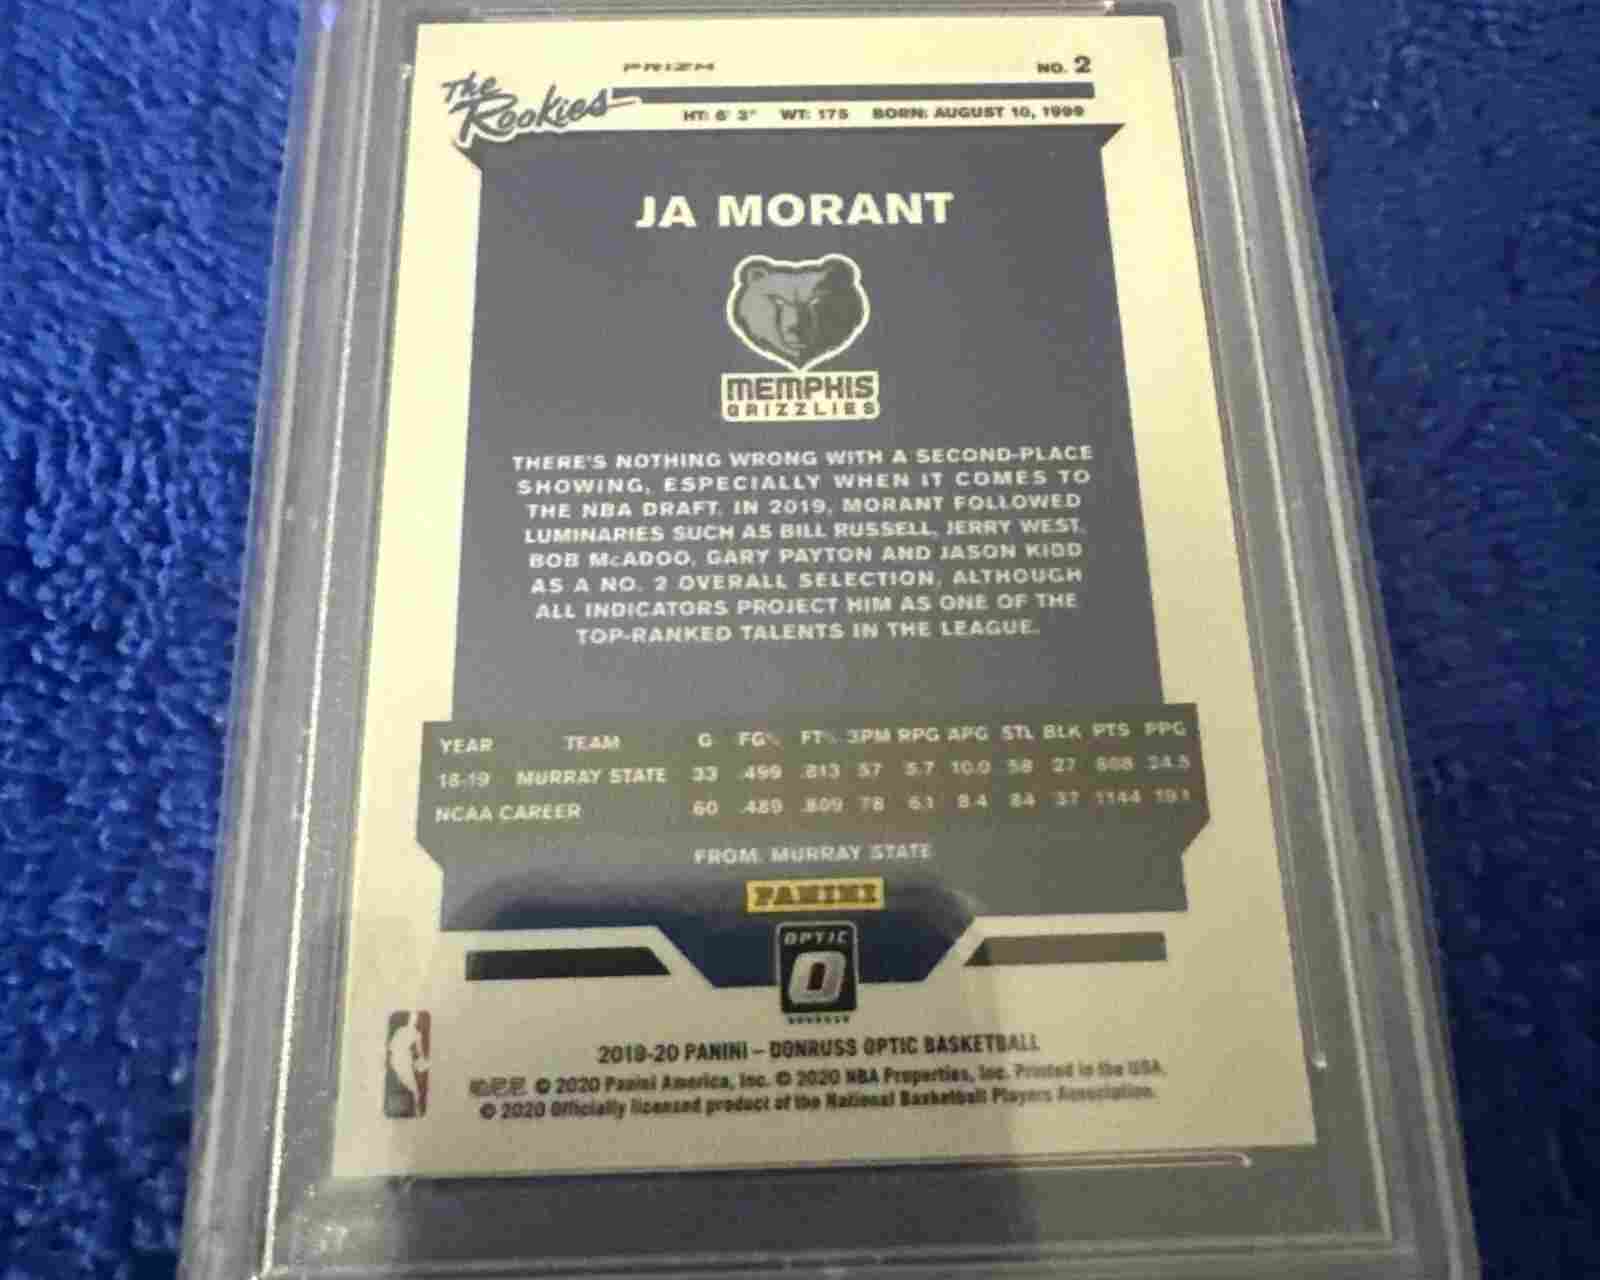 PRIZM
NO. 2
The
Rookies
HT: 6' 3" WT: 175 BORN: AUGUST 10, 1999
JA MORANT
MEMPHIS
GRIZZLIES
THERE'S NOTHING WRONG WITH A SECOND-PLACE
SHOWING, ESPECIALLY WHEN IT COMES TO
THE NBA DRAFT. IN 2019, MORANT FOLLOWED
LUMINARIES SUCH AS BILL RUSSELL, JERRY WEST,
BOB McADOO, GARY PAYTON AND JASON KIDD
AS A NO. 2 OVERALL SELECTION, ALTHOUGH
ALL INDICATORS PROJECT HIM AS ONE OF THE
TOP-RANKED TALENTS IN THE LEAGUE.
YEAR TEAM G FG% FT% 3PM RPG APG STL BLK PTS PPG
18-19 MURRAY STATE 33 .499 .813 57 5.7 10.0 58 27 808 24.5
NCAA CAREER 60 .489 .809 78 6.1 8.4 84 37 1144 19.1
FROM: MURRAY STATE
PANINI
OPTIC
DONRUSS
2019-20 PANINI – DONRUSS OPTIC BASKETBALL
© 2020 Panini America, Inc. © 2020 NBA Properties, Inc. Printed in the USA.
© 2020 Officially licensed product of the National Basketball Players Association.